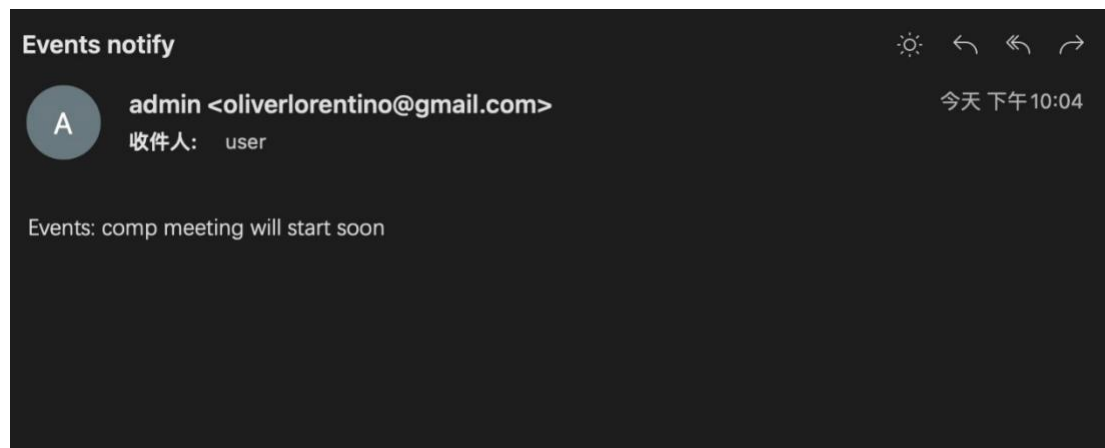 Events notify
admin <oliverlorentino@gmail.com>
今天 下午10:04
A
收件人: user
Events: comp meeting will start soon